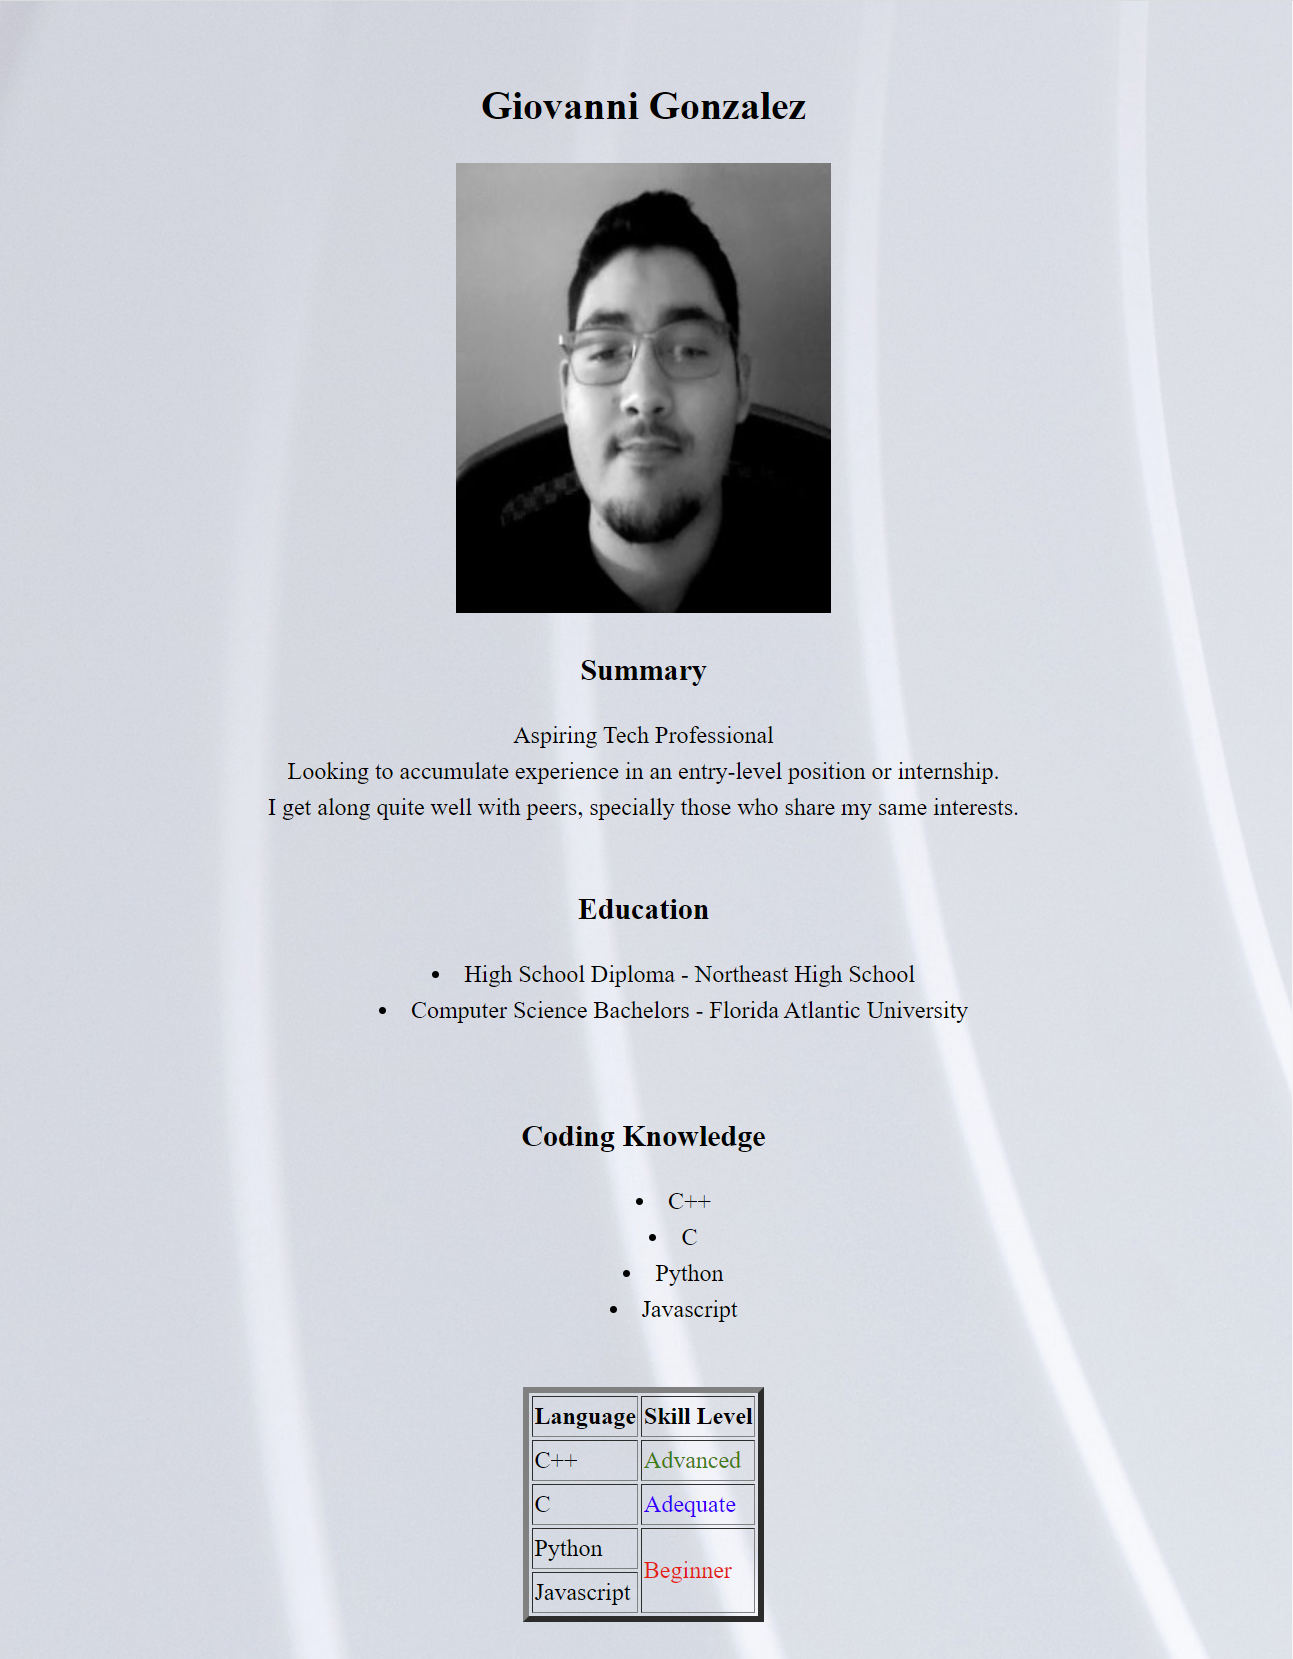 Giovanni Gonzalez
Summary
Aspiring Tech Professional
Looking to accumulate experience in an entry-level position or internship.
I get along quite well with peers, specially those who share my same interests.
Education
• High School Diploma - Northeast High School
• Computer Science Bachelors - Florida Atlantic University
Coding Knowledge
• C++
• C
• Python
• Javascript
Language Skill Level
C++ Advanced
C Adequate
Python
Beginner
Javascript